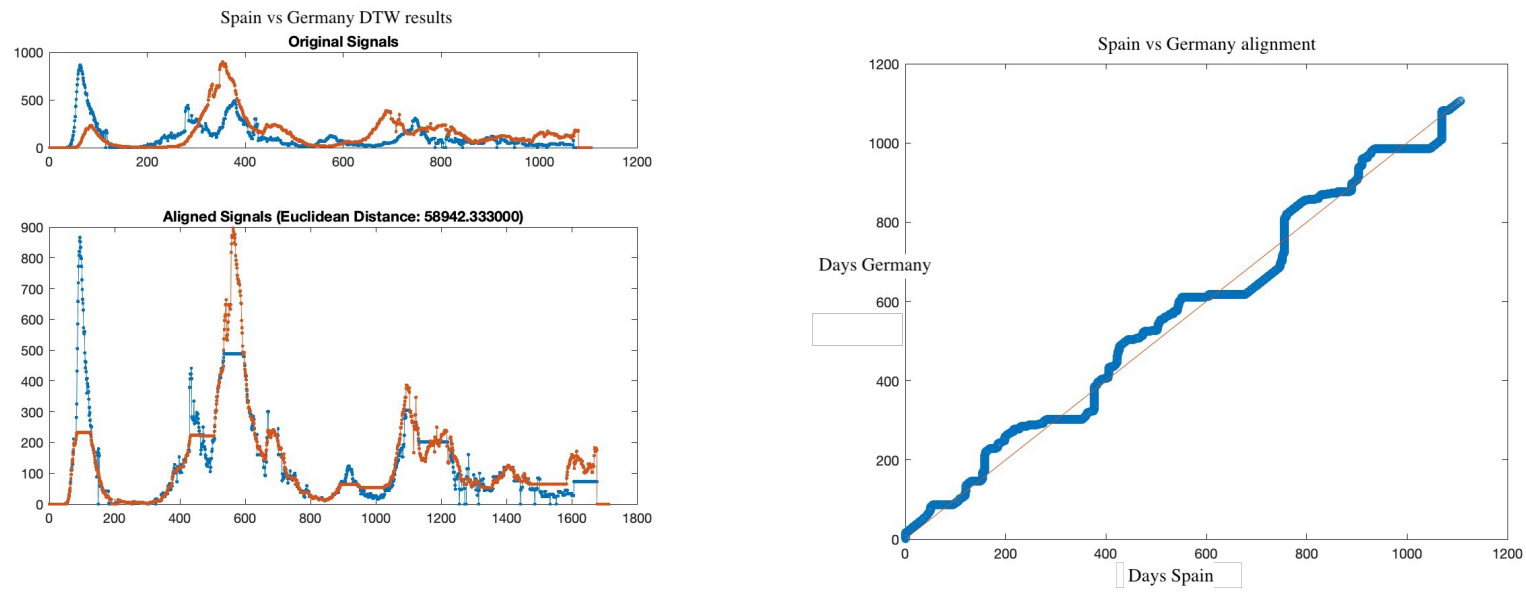 Spain vs Germany DTW results
Original Signals
1000
500
0
0 200 400 600 800 1000 1200
Aligned Signals (Euclidean Distance: 58942.333000)
900
800
700
600
500
400
300
200
100
0
0 200 400 600 800 1000 1200 1400 1600 1800
Spain vs Germany alignment
1200
1000
800
Days Germany
600
400
200
0
0 200 400 600 800 1000 1200
Days Spain